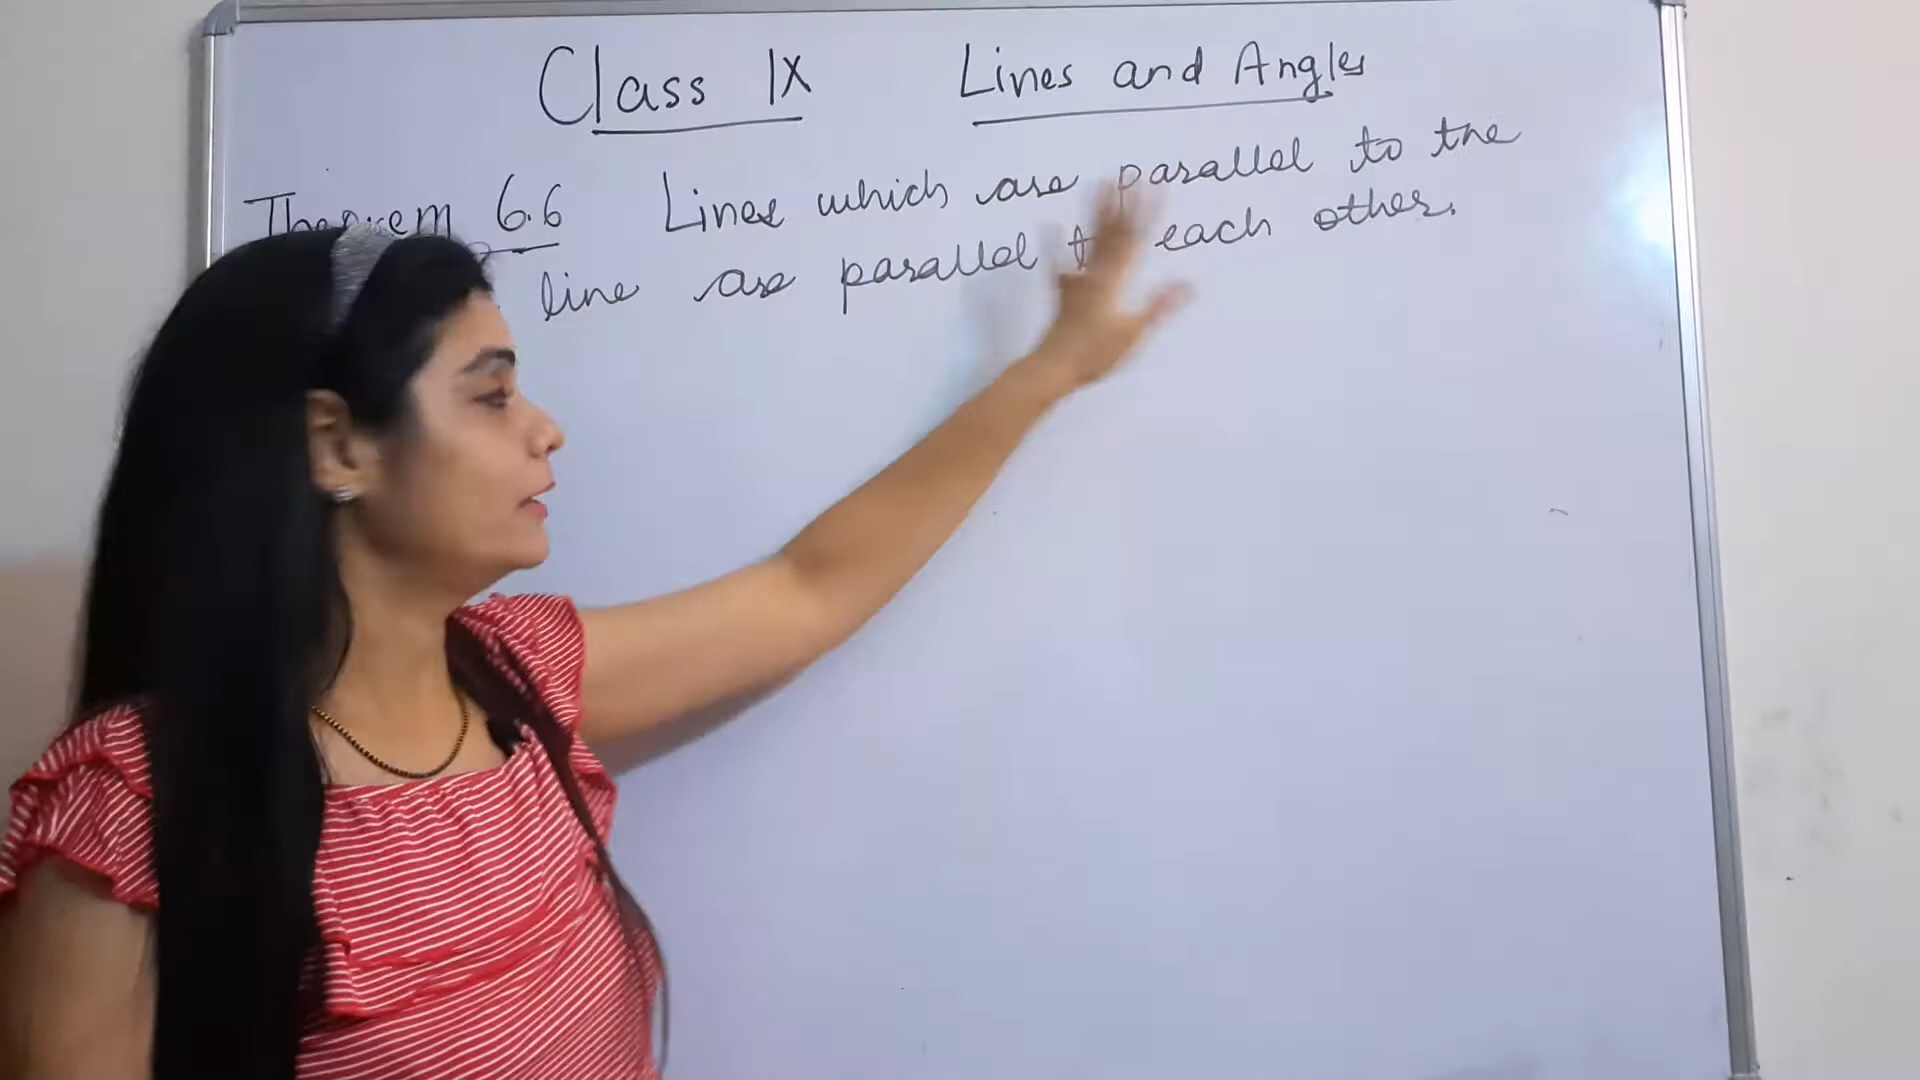 Class IX Lines and Angles
Theorem 6.6 Lines which are parallel to the
line are parallel to each other.